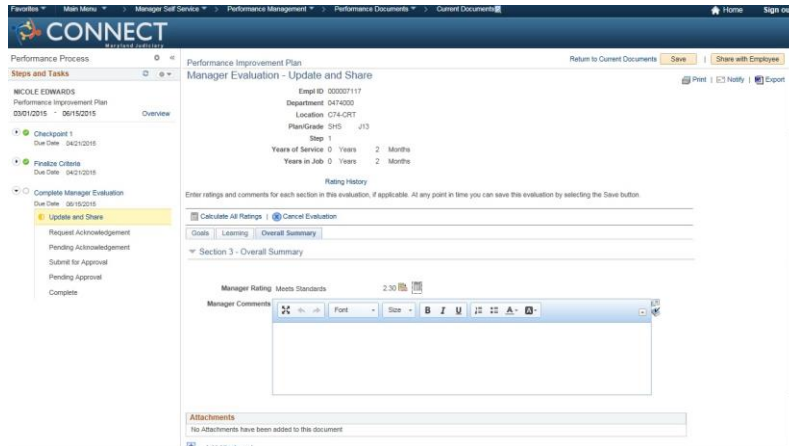 Favorites Main Menu > Manager Self Service > Performance Management > Performance Documents > Current Documents Home Sign ou
CONNECT
Maryland Judiciary
Performance Process
Steps and Tasks
NICOLE EDWARDS
Performance Improvement Plan
03/01/2015 - 06/15/2015 Overview
Checkpoint 1
Due Date 04/21/2015
Finalize Criteria
Due Date 04/21/2015
Complete Manager Evaluation
Due Date 06/16/2015
Update and Share
Request Acknowledgement
Pending Acknowledgement
Submit for Approval
Pending Approval
Complete
Performance Improvement Plan
Return to Current Documents Save | Share with Employee
Manager Evaluation - Update and Share
Print | Notify | Export
Empl ID 000007117
Department 0474000
Location C74-CRT
Plan/Grade SHS J13
Step 1
Years of Service 0 Years 2 Months
Years in Job 0 Years 2 Months
Rating History
Enter ratings and comments for each section in this evaluation, if applicable. At any point in time you can save this evaluation by selecting the Save button.
Calculate All Ratings | Cancel Evaluation
Goals Learning Overall Summary
Section 3 - Overall Summary
Manager Rating Meets Standards 2.30
Manager Comments
Font Size B I U A A
Attachments
No Attachments have been added to this document